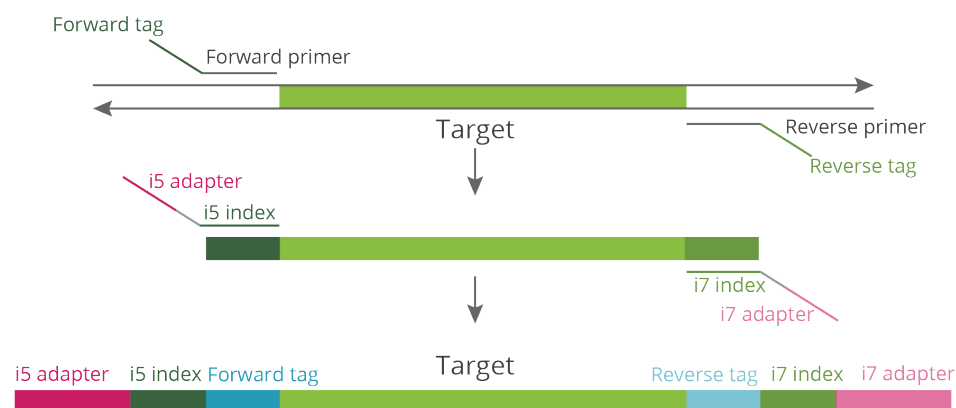 Forward tag
Forward primer
Target
Reverse primer
Reverse tag
i5 adapter
i5 index
i7 index
i7 adapter
Target
i5 adapter i5 index Forward tag Reverse tag i7 index i7 adapter